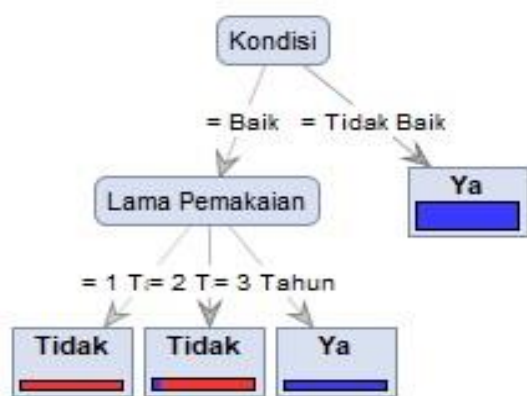 Kondisi
= Baik = Tidak Baik
Ya
Lama Pemakaian
= 1 T = 2 T = 3 Tahun
Tidak Tidak Ya